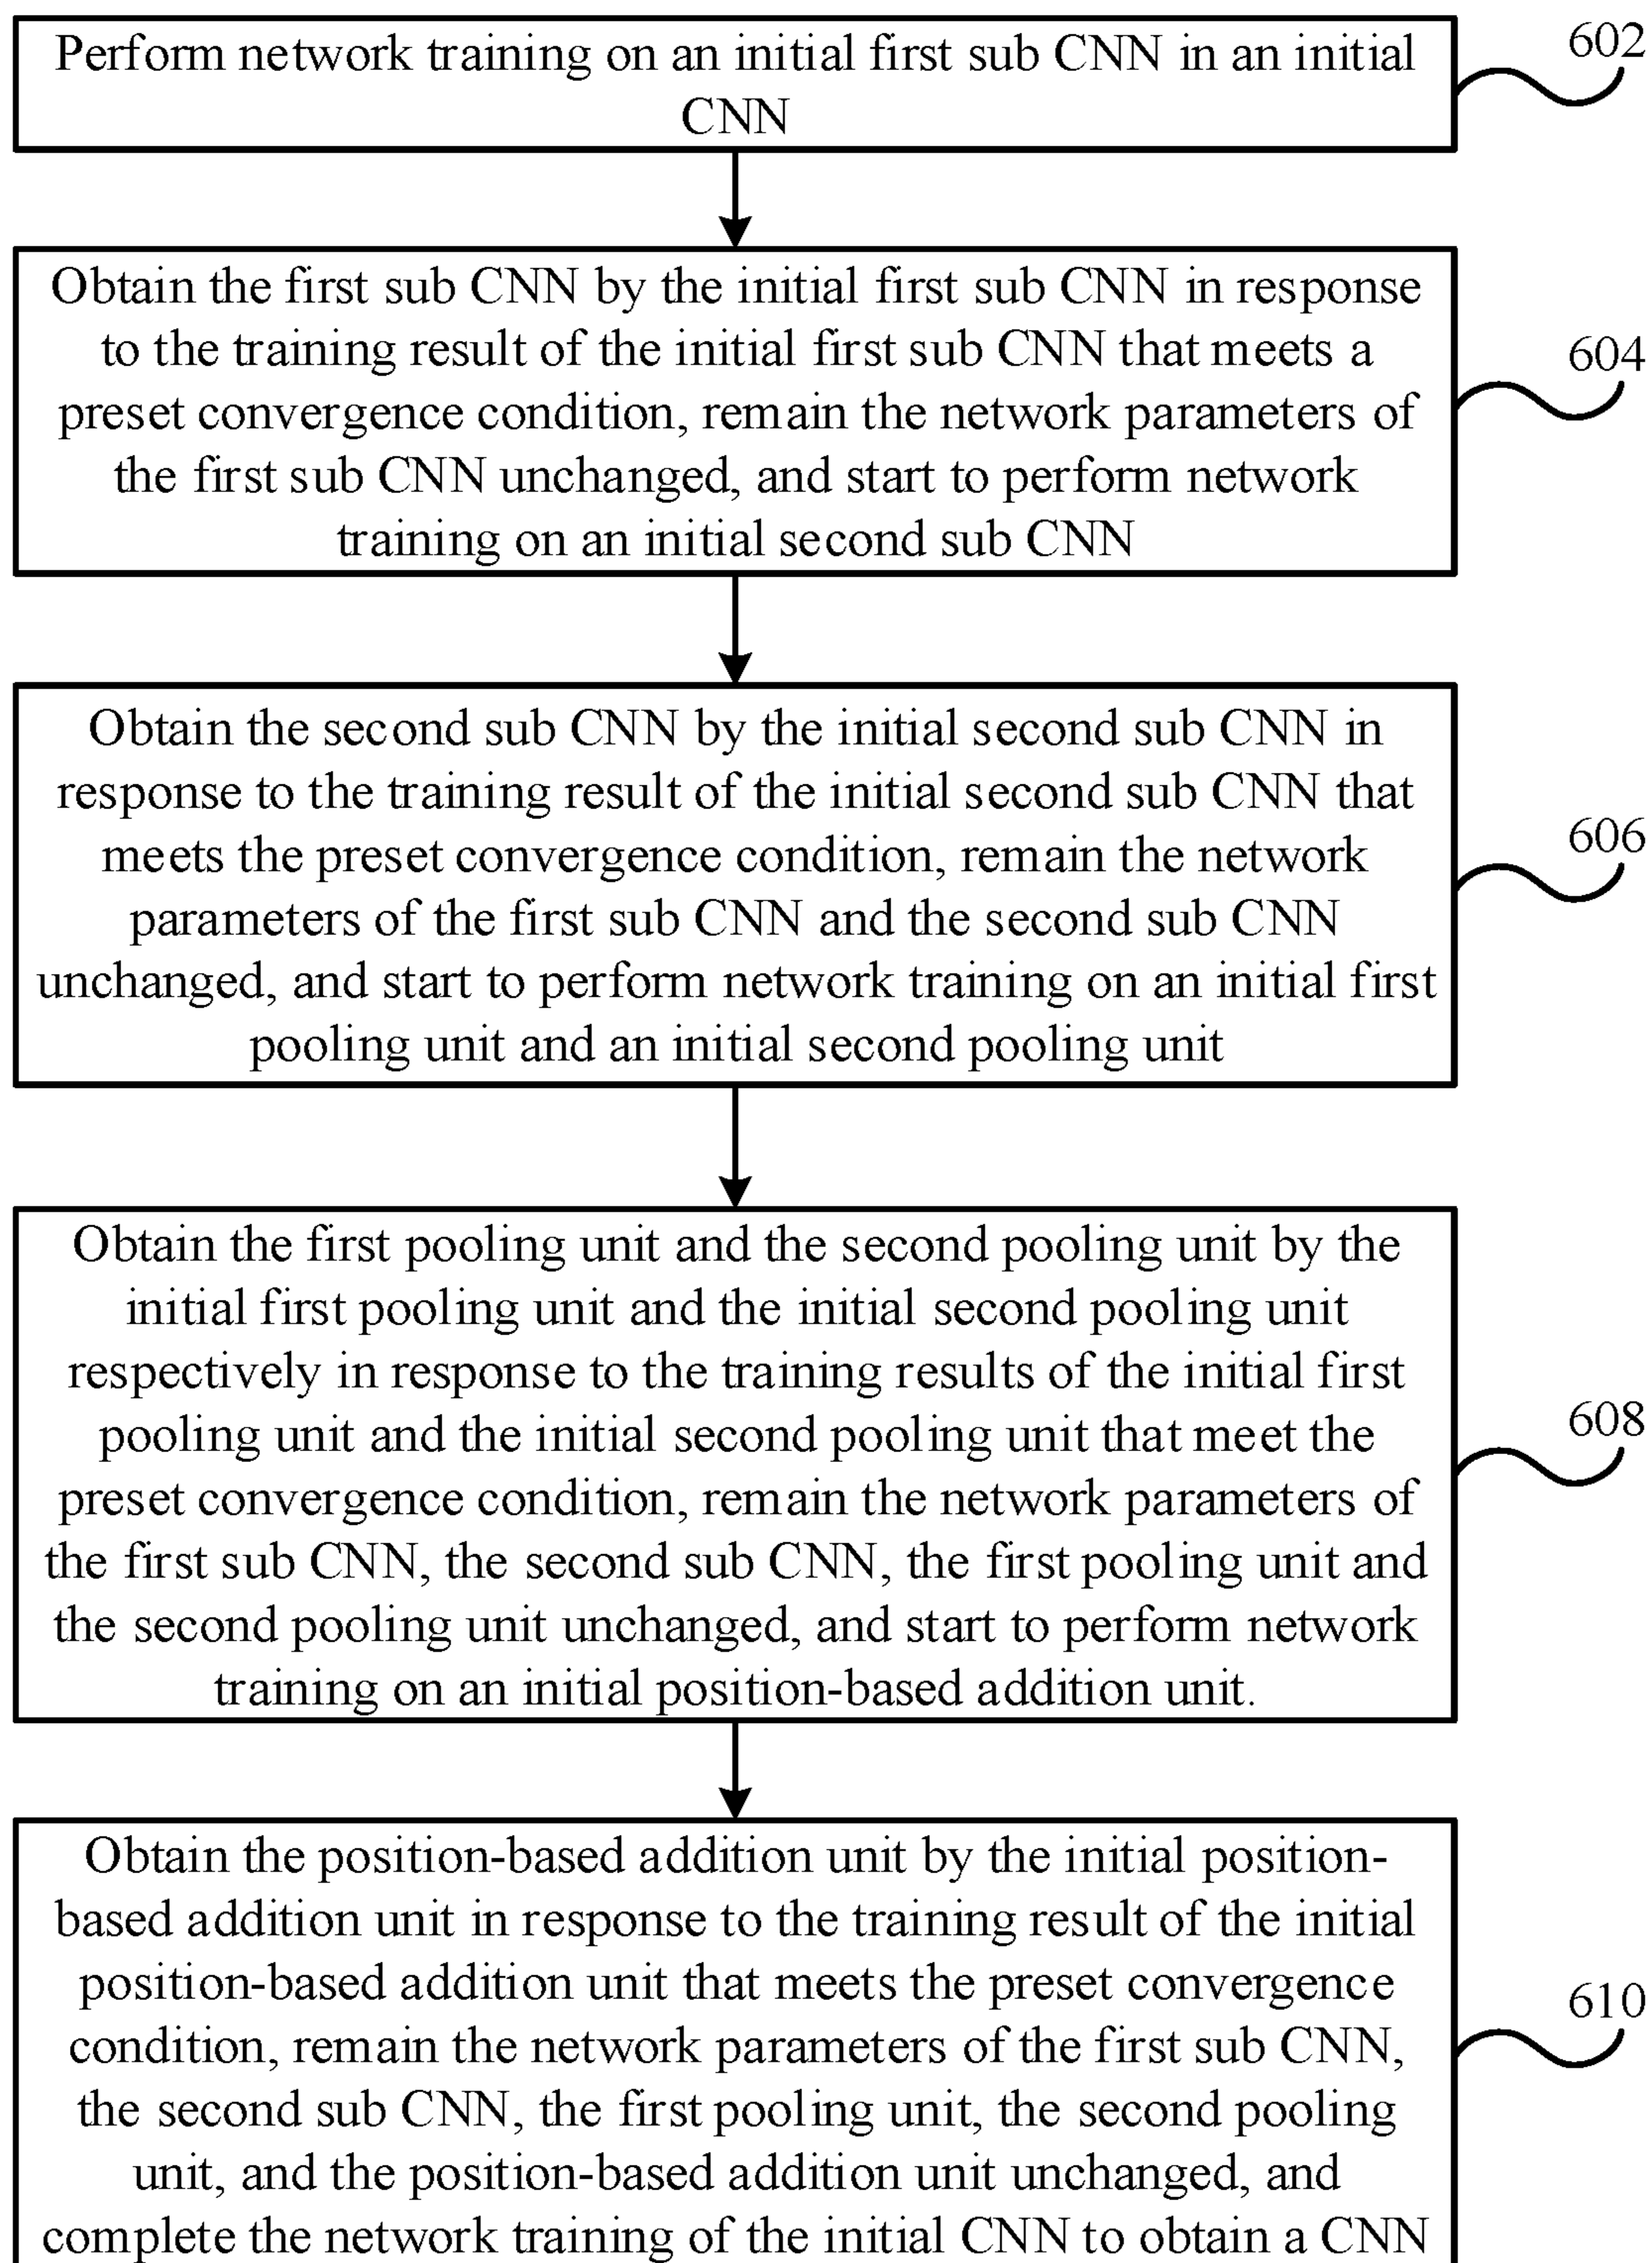 Perform network training on an initial first sub CNN in an initial
CNN
602
Obtain the first sub CNN by the initial first sub CNN in response
to the training result of the initial first sub CNN that meets a
preset convergence condition, remain the network parameters of
the first sub CNN unchanged, and start to perform network
training on an initial second sub CNN
604
Obtain the second sub CNN by the initial second sub CNN in
response to the training result of the initial second sub CNN that
meets the preset convergence condition, remain the network
parameters of the first sub CNN and the second sub CNN
unchanged, and start to perform network training on an initial first
pooling unit and an initial second pooling unit
606
Obtain the first pooling unit and the second pooling unit by the
initial first pooling unit and the initial second pooling unit
respectively in response to the training results of the initial first
pooling unit and the initial second pooling unit that meet the
preset convergence condition, remain the network parameters of
the first sub CNN, the second sub CNN, the first pooling unit and
the second pooling unit unchanged, and start to perform network
training on an initial position-based addition unit.
608
Obtain the position-based addition unit by the initial position-
based addition unit in response to the training result of the initial
position-based addition unit that meets the preset convergence
condition, remain the network parameters of the first sub CNN,
the second sub CNN, the first pooling unit, the second pooling
unit, and the position-based addition unit unchanged, and
complete the network training of the initial CNN to obtain a CNN
610